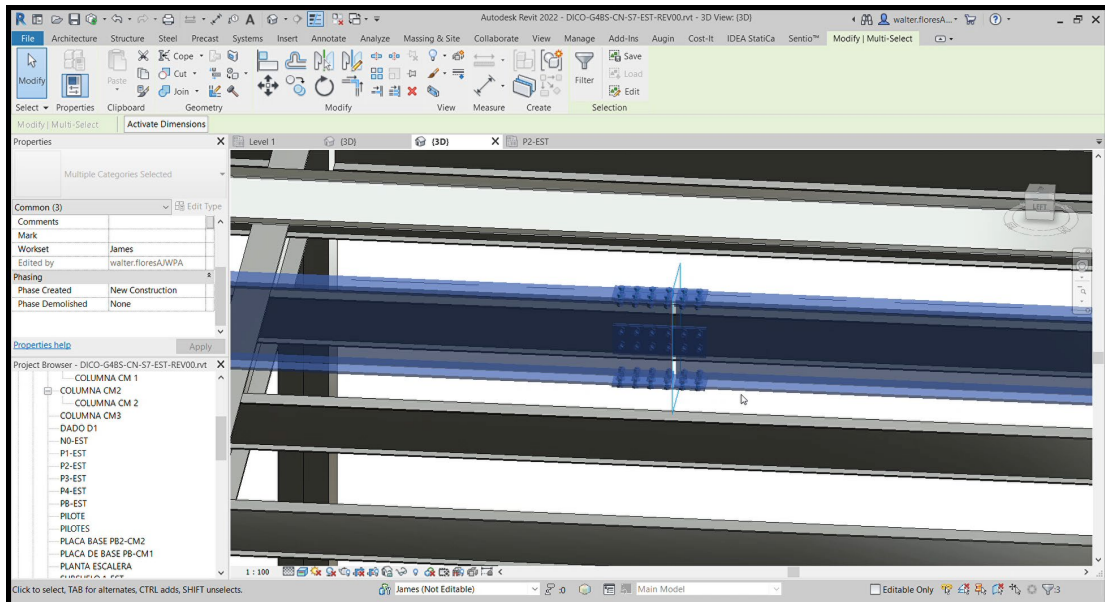 Autodesk Revit 2022 - DICO-G4BS-CN-S7-EST-REV00.rvt - 3D View: {3D}
walter.floresA...
File Architecture Structure Steel Precast Systems Insert Annotate Analyze Massing & Site Collaborate View Manage Add-Ins Augin Cost-It IDEA StatiCa Sentio™ Modify | Multi-Select
Cope
Save
Cut
Load
Modify Paste Join Filter Edit
Select Properties Clipboard Geometry Modify View Measure Create Selection
Modify | Multi-Select Activate Dimensions
Properties X Level 1 {3D} {3D} X P2-EST
Multiple Categories Selected
Common (3) Edit Type
Comments
Mark
Workset James
Edited by walter.floresAJWPA
Phasing
Phase Created New Construction
Phase Demolished None
Properties help Apply
Project Browser - DICO-G4BS-CN-S7-EST-REV00.rvt X
COLUMNA CM 1
COLUMNA CM2
COLUMNA CM 2
COLUMNA CM3
DADO D1
N0-EST
P1-EST
P2-EST
P3-EST
P4-EST
PB-EST
PILOTE
PILOTES
PLACA BASE PB2-CM2
PLACA DE BASE PB-CM1
PLANTA ESCALERA
LEFT
1 : 100
Click to select, TAB for alternates, CTRL adds, SHIFT unselects. James (Not Editable) :0 Main Model Editable Only :3